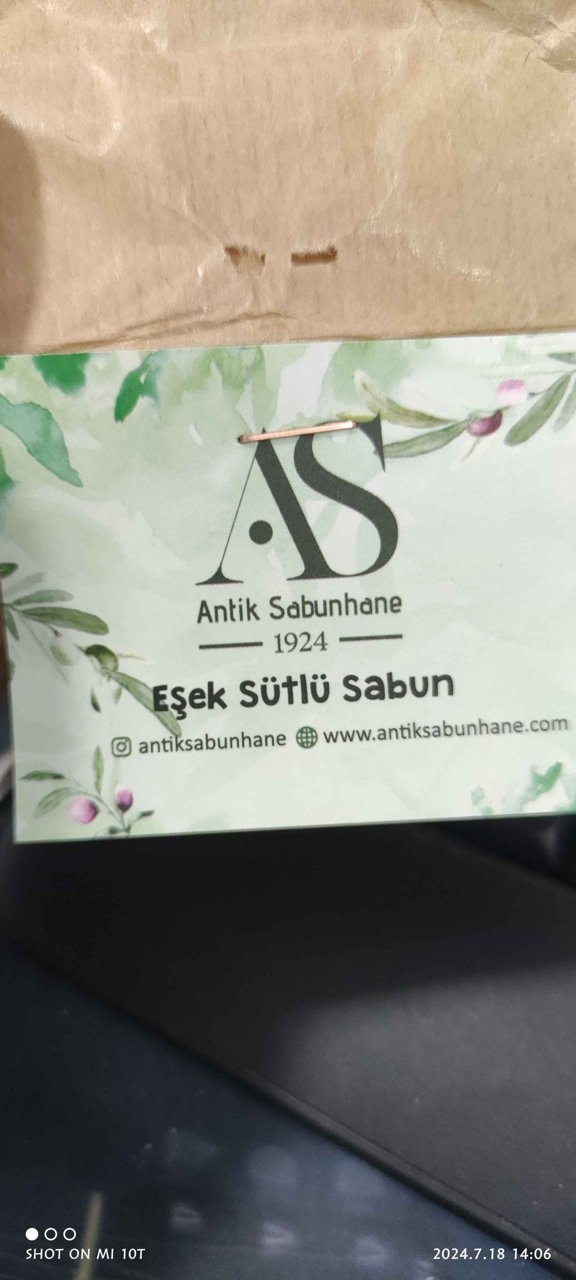 AS
Antik Sabunhane
1924
Eşek Sütlü Sabun
antiksabunhane www.antiksabunhane.com
SHOT ON MI 10T 2024.7.18 14:06